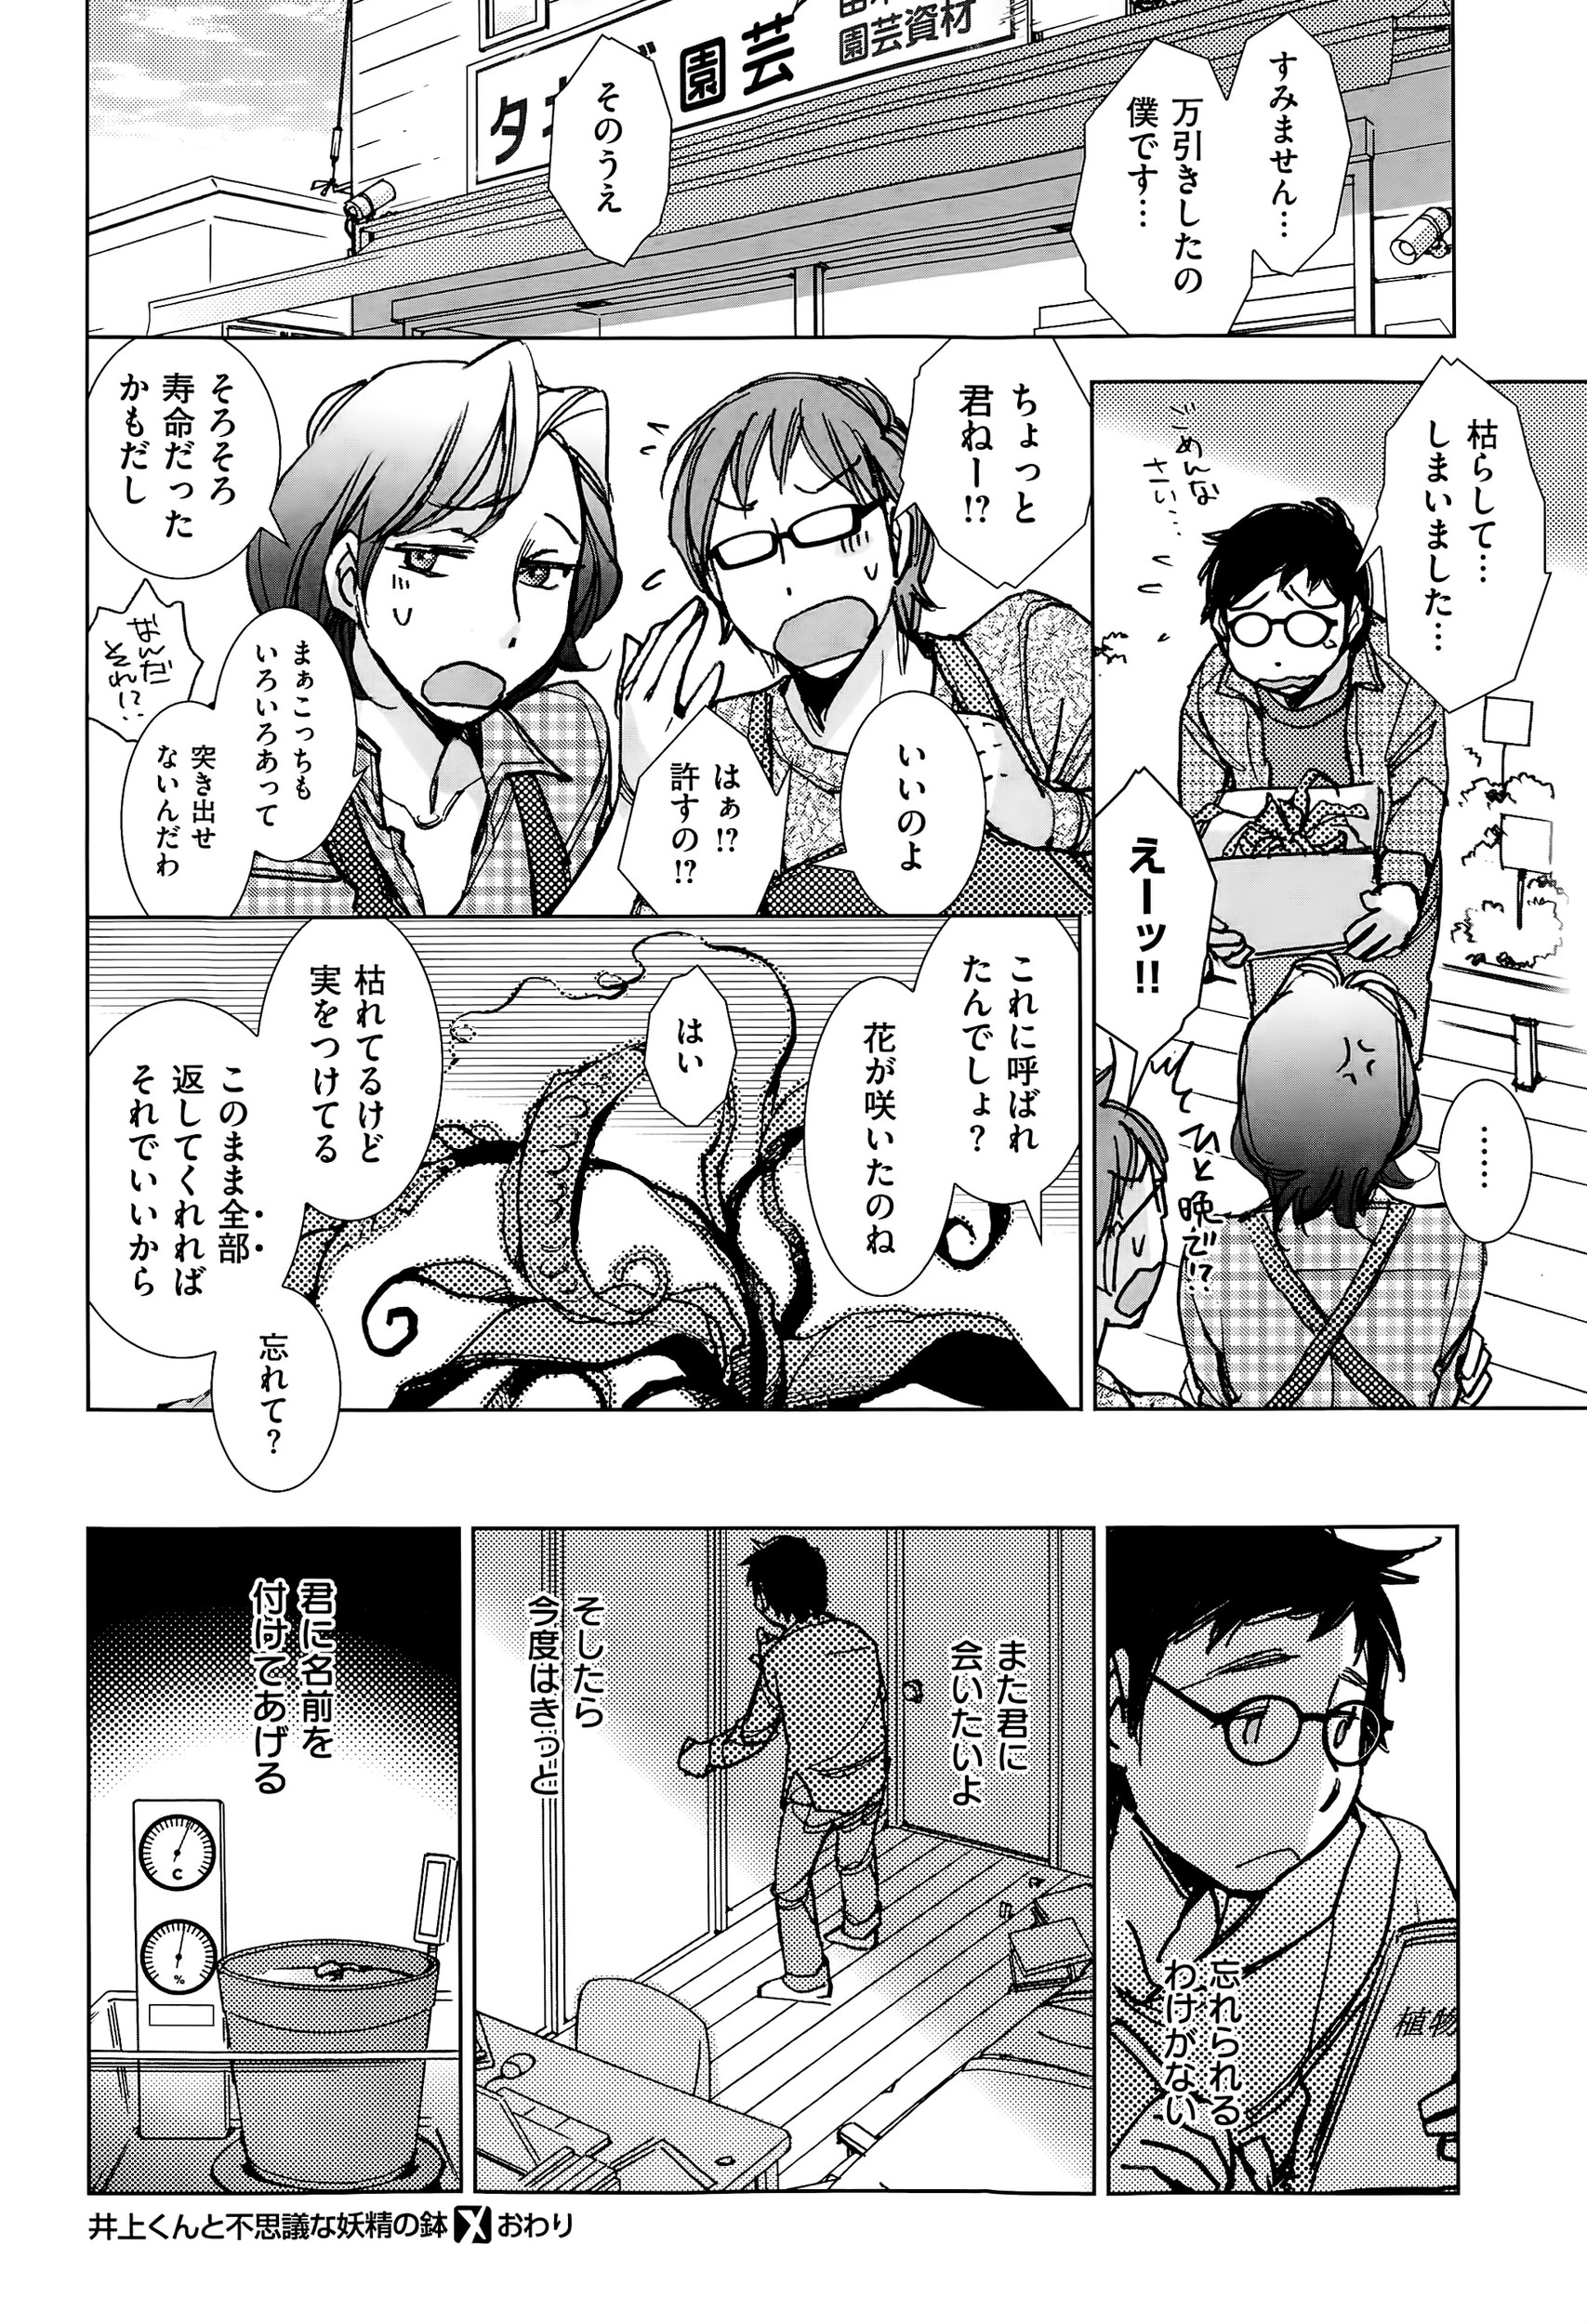 すみません…
万引きしたの
僕です…
そのうえ
園芸
園芸資材
枯らして…
しまいました…
ごめんな
さい…
えーッ!!
ひと晩で!?
……
ちょっと
君ねー!?
いいのよ
はぁ!?
許すの!?
そろそろ
寿命だった
かもだし
まぁこっちも
いろいろあって
突き出せ
ないんだわ
なんだ
それ!?
これに呼ばれ
たんでしょ?
花が咲いたのね
はい
枯れてるけど
実をつけてる
このまま全部
返してくれれば
それでいいから
忘れて?
忘れられる
わけがない
植物
また君に
会いたいよ
そしたら
今度はきっと
君に名前を
付けてあげる
C
%
井上くんと不思議な妖精の鉢 X おわり